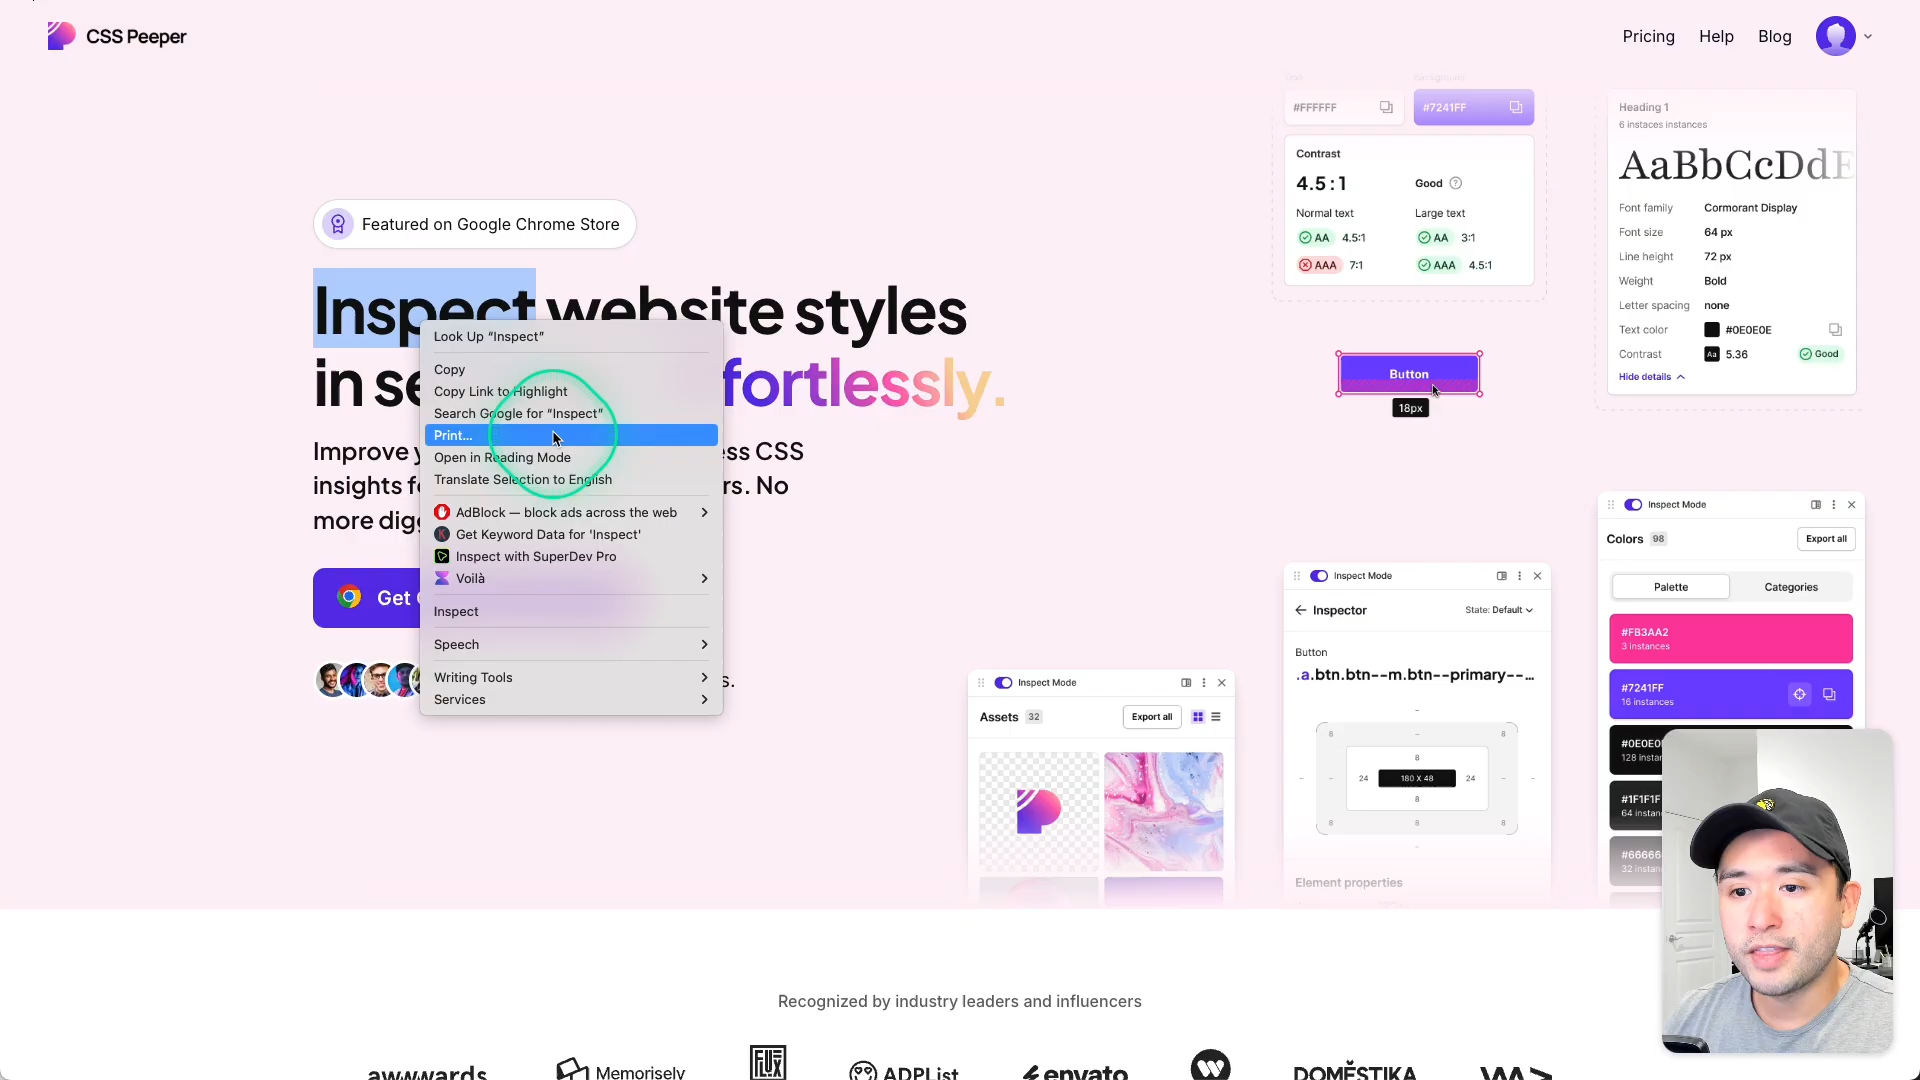 CSS Peeper
Pricing
Help
Blog
#FFFFFF
#7241FF
Contrast
4.5 : 1
Good
Normal text
Large text
AA 4.5:1
AA 3:1
AAA 7:1
AAA 4.5:1
Heading 1
6 instaces instances
AaBbCcDdE
Font family Cormorant Display
Font size 64 px
Line height 72 px
Weight Bold
Letter spacing none
Text color #0E0E0E
Contrast Aa 5.36 Good
Hide details
Featured on Google Chrome Store
Inspect website styles
in se fortlessly.
Improve ess CSS
insights rs. No
more dig
Get
s.
Look Up “Inspect”
Copy
Copy Link to Highlight
Search Google for “Inspect”
Print...
Open in Reading Mode
Translate Selection to English
AdBlock — block ads across the web
Get Keyword Data for 'Inspect'
Inspect with SuperDev Pro
Voilà
Inspect
Speech
Writing Tools
Services
Button
18px
Inspect Mode
Assets 32
Export all
Inspect Mode
Inspector
State: Default
Button
.a.btn.btn--m.btn--primary--...
8
8
8
24
180 X 48
24
8
8
8
Element properties
Inspect Mode
Colors 98
Export all
Palette
Categories
#FB3AA2
3 instances
#7241FF
16 instances
#0E0E0
128 instan
#1F1F1F
64 instan
#66666
32 instan
Recognized by industry leaders and influencers
awwwards
Memorisely
FLUX
ADPList
envato
DOMĚSTIKA